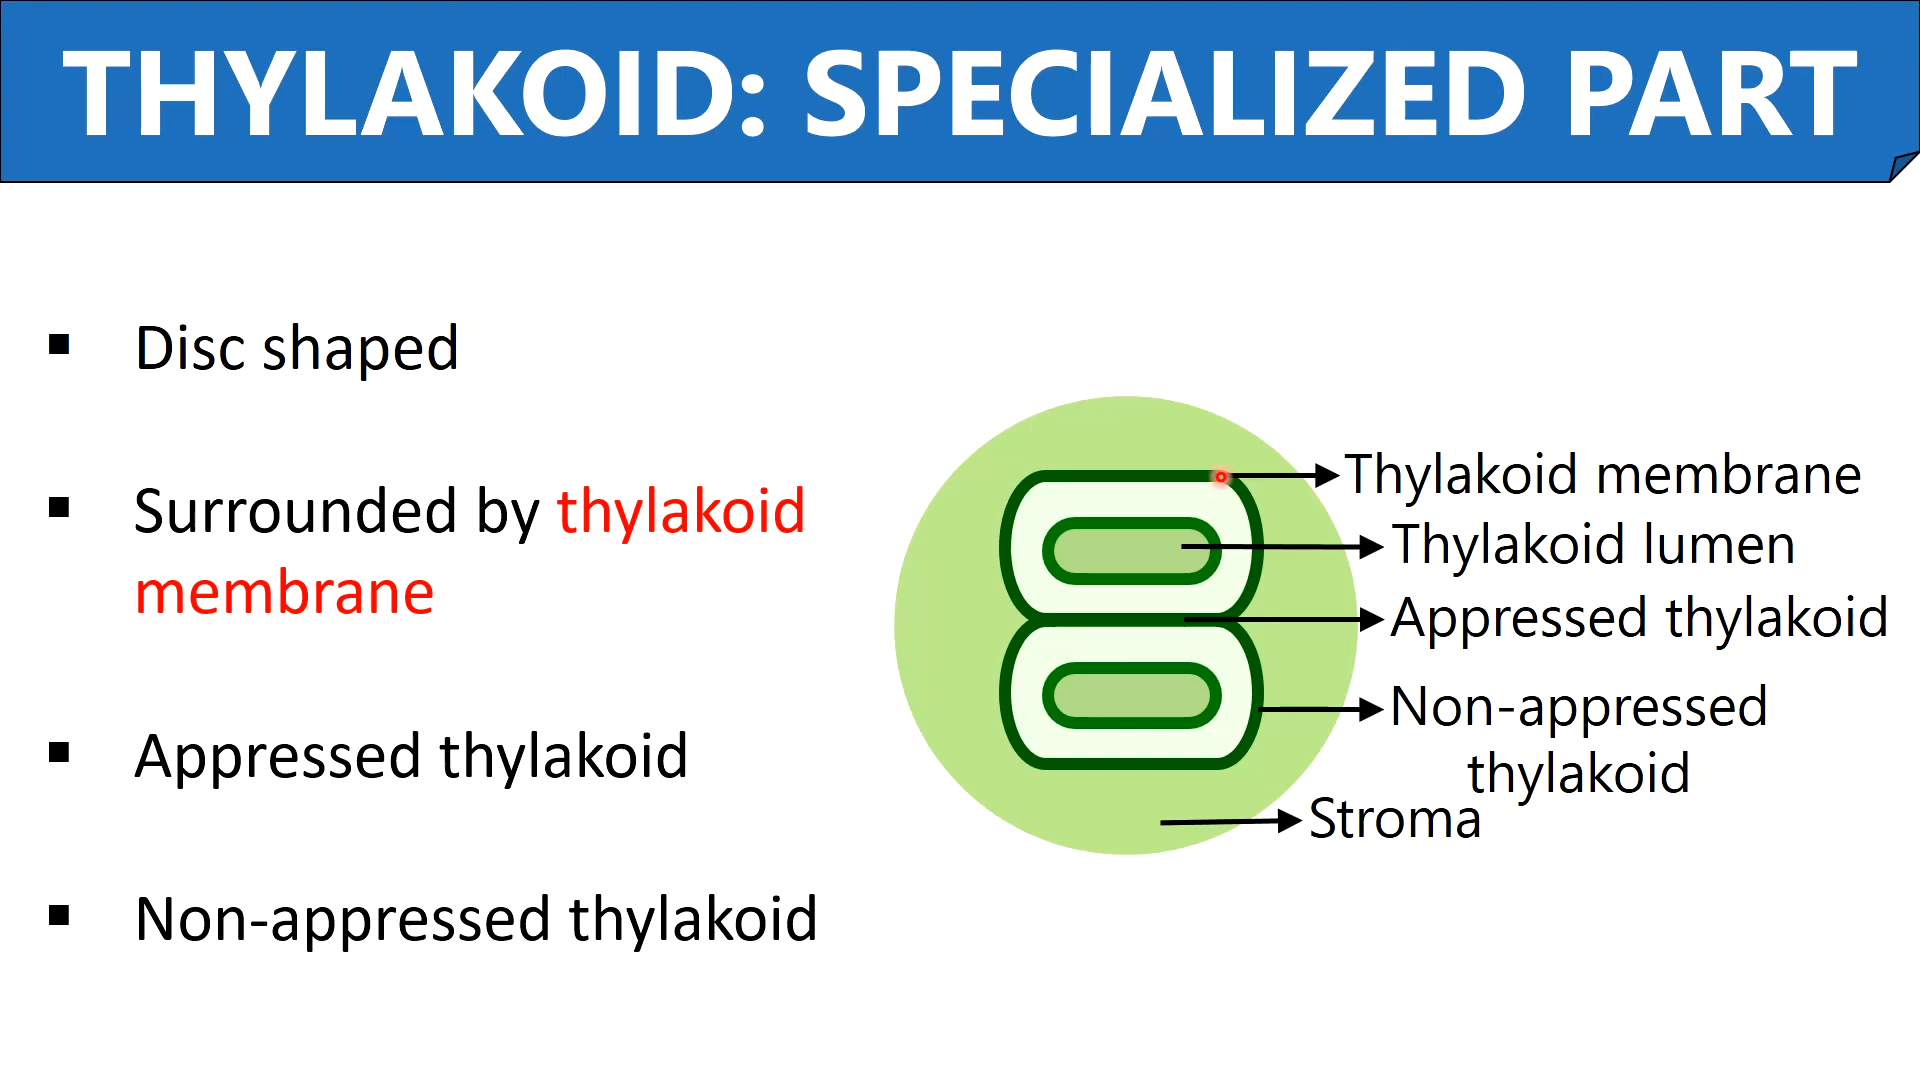 THYLAKOID: SPECIALIZED PART
▪ Disc shaped
▪ Surrounded by thylakoid
membrane
▪ Appressed thylakoid
▪ Non-appressed thylakoid
Thylakoid membrane
Thylakoid lumen
Appressed thylakoid
Non-appressed
thylakoid
Stroma